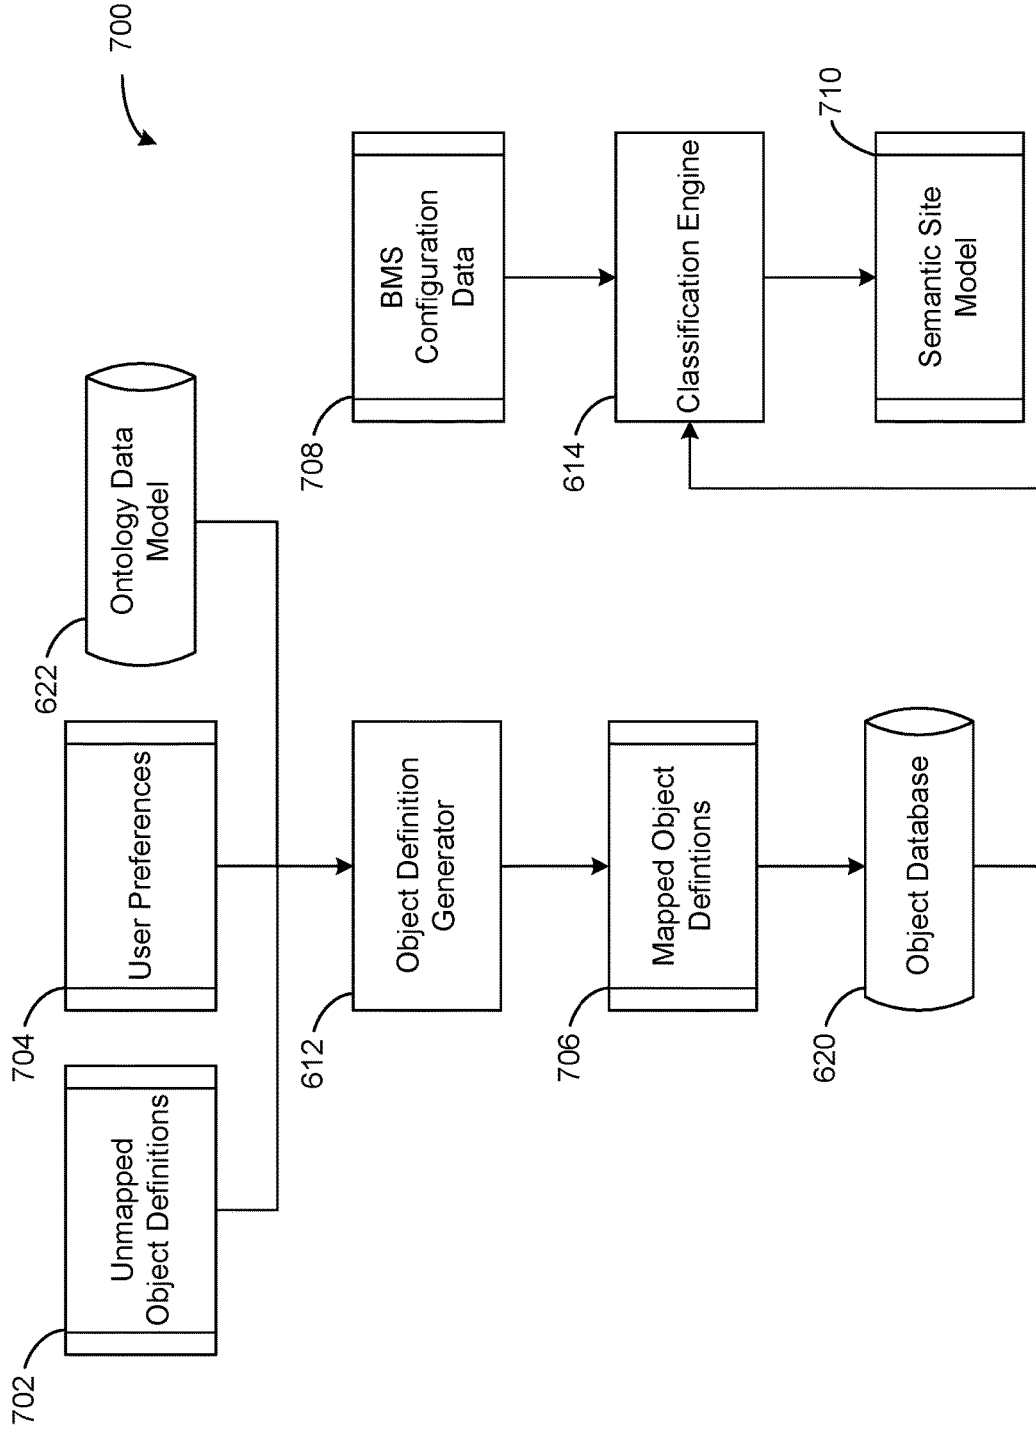 700
702
Unmapped
Object Definitions
704
User Preferences
622
Ontology Data
Model
612
Object Definition
Generator
708
BMS
Configuration
Data
706
Mapped Object
Defintions
614
Classification Engine
620
Object Database
710
Semantic Site
Model